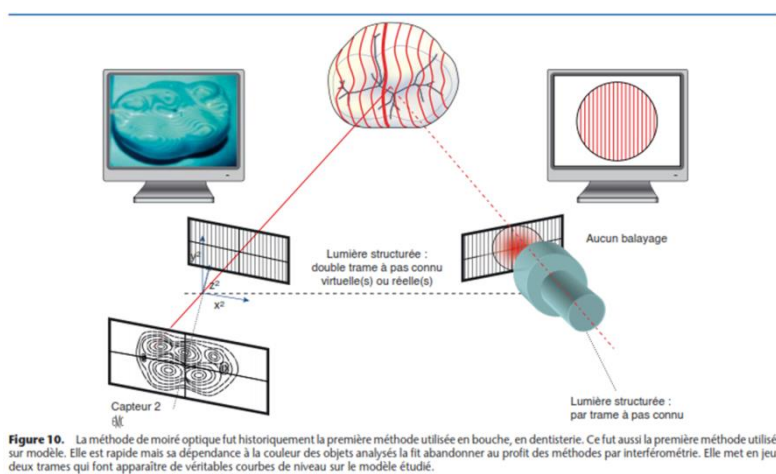 Aucun balayage
Lumière structurée :
double trame à pas connu
virtuelle(s) ou réelle(s)
y2
z2
x2
Capteur 2
Lumière structurée :
par trame à pas connu
Figure 10. La méthode de moiré optique fut historiquement la première méthode utilisée en bouche, en dentisterie. Ce fut aussi la première méthode utilisé
sur modèle. Elle est rapide mais sa dépendance à la couleur des objets analysés la fit abandonner au profit des méthodes par interférométrie. Elle met en jeu
deux trames qui font apparaître de véritables courbes de niveau sur le modèle étudié.